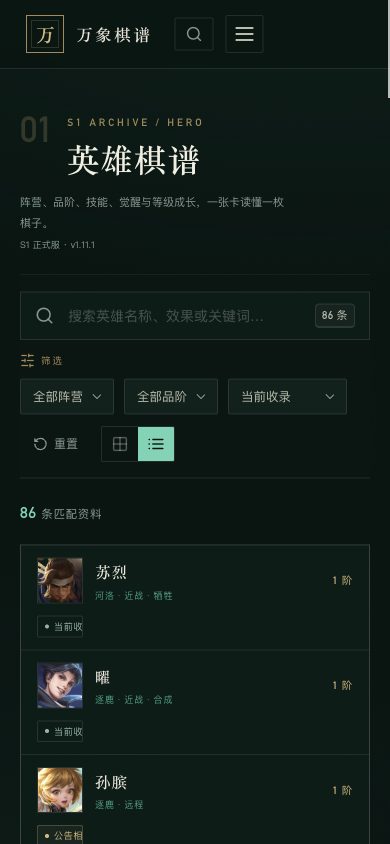 万 万象棋谱
01 S1 ARCHIVE / HERO
英雄棋谱
阵营、品阶、技能、觉醒与等级成长，一张卡读懂一枚
棋子。
S1 正式服 · v1.11.1
搜索英雄名称、效果或关键词... 86 条
筛选
全部阵营 全部品阶 当前收录
重置
86 条匹配资料
苏烈 1 阶
河洛 · 近战 · 牺牲
当前收
曜 1 阶
逐鹿 · 近战 · 合成
当前收
孙膑 1 阶
逐鹿 · 远程
公告相